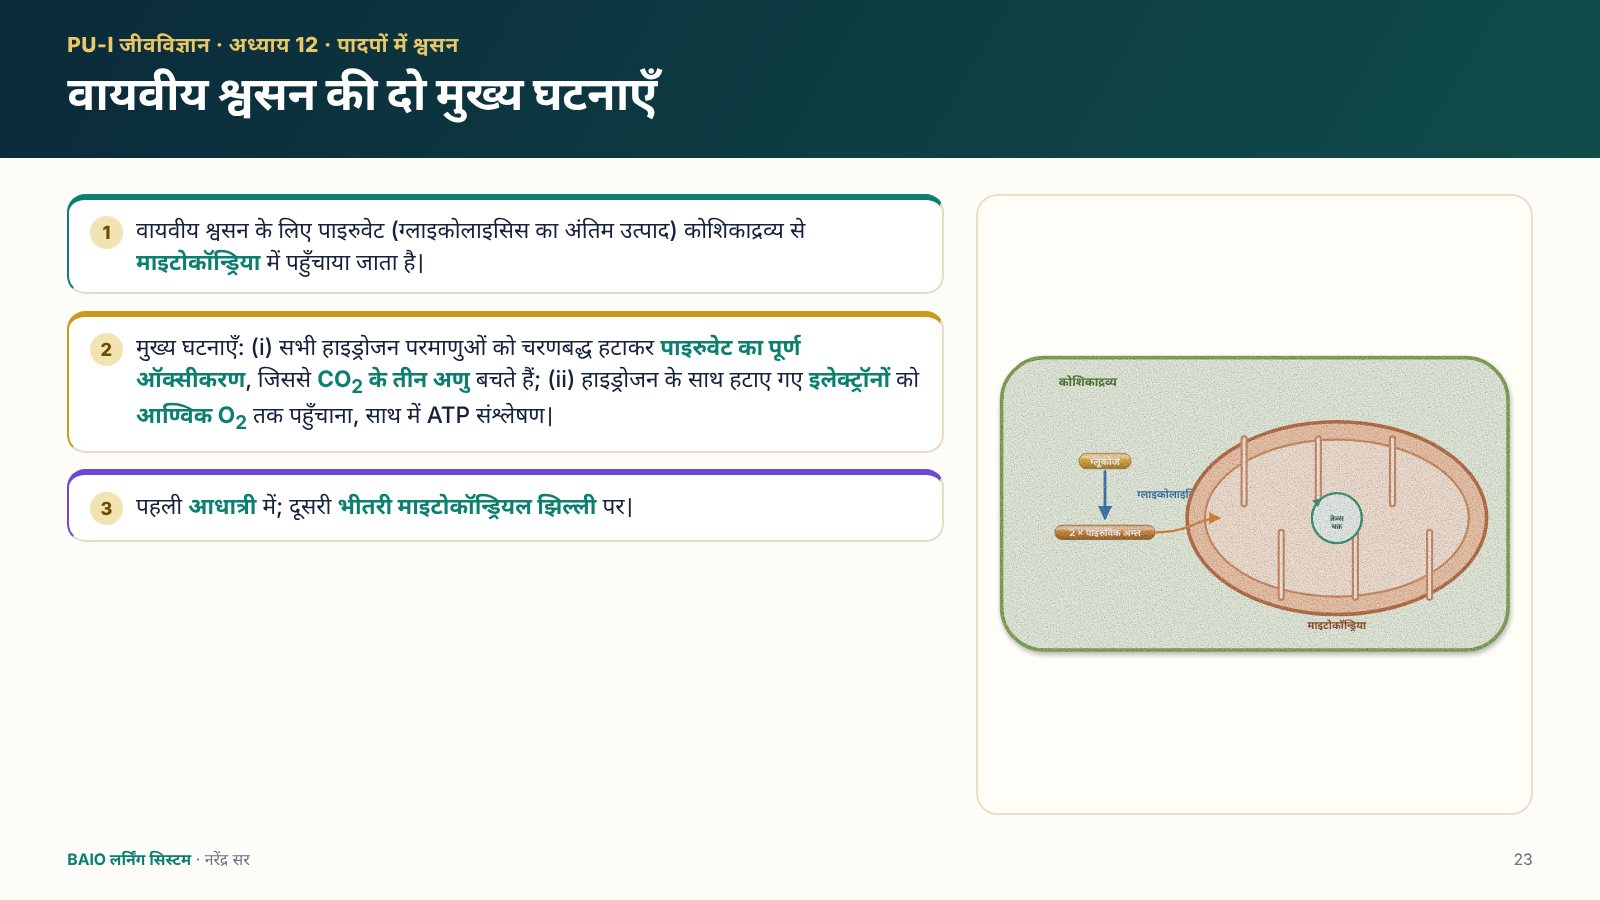 PU-I जीवविज्ञान · अध्याय 12 · पादपों में श्वसन
वायवीय श्वसन की दो मुख्य घटनाएँ
1 वायवीय श्वसन के लिए पाइरुवेट (ग्लाइकोलाइसिस का अंतिम उत्पाद) कोशिकाद्रव्य से
माइटोकॉन्ड्रिया में पहुँचाया जाता है|
2 मुख्य घटनाएँ: (i) सभी हाइड्रोजन परमाणुओं को चरणबद्ध हटाकर पाइरुवेट का पूर्ण
ऑक्सीकरण, जिससे CO2 के तीन अणु बचते हैं; (ii) हाइड्रोजन के साथ हटाए गए इलेक्ट्रॉनों को
आण्विक O2 तक पहुँचाना, साथ में ATP संश्लेषण|
3 पहली आधात्री में; दूसरी भीतरी माइटोकॉन्ड्रियल झिल्ली पर|
कोशिकाद्रव्य
ग्लूकोज
2 × पाइरुविक अम्ल
क्रेब्स
चक्र
माइटोकॉन्ड्रिया
BAIO लर्निंग सिस्टम · नरेंद्र सर
23